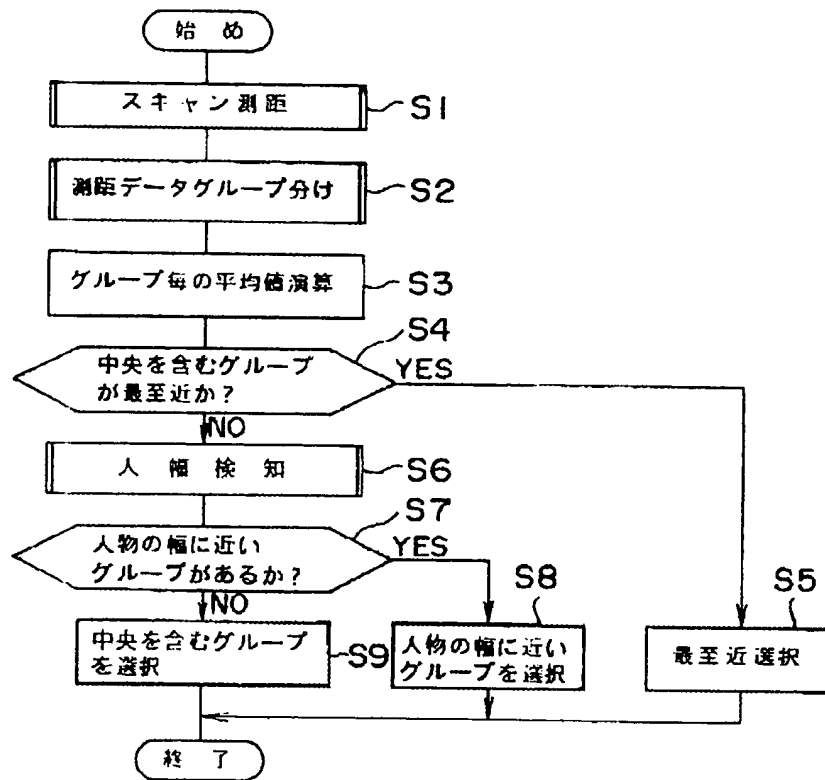 始め
スキャン測距
S1
測距データグループ分け
S2
グループ毎の平均値演算
S3
S4
中央を含むグループ
が最至近か?
YES
NO
人幅検知
S6
S7
人物の幅に近い
グループがあるか?
YES
NO
S8
S5
中央を含むグループ
を選択
S9
人物の幅に近い
グループを選択
最至近選択
終了